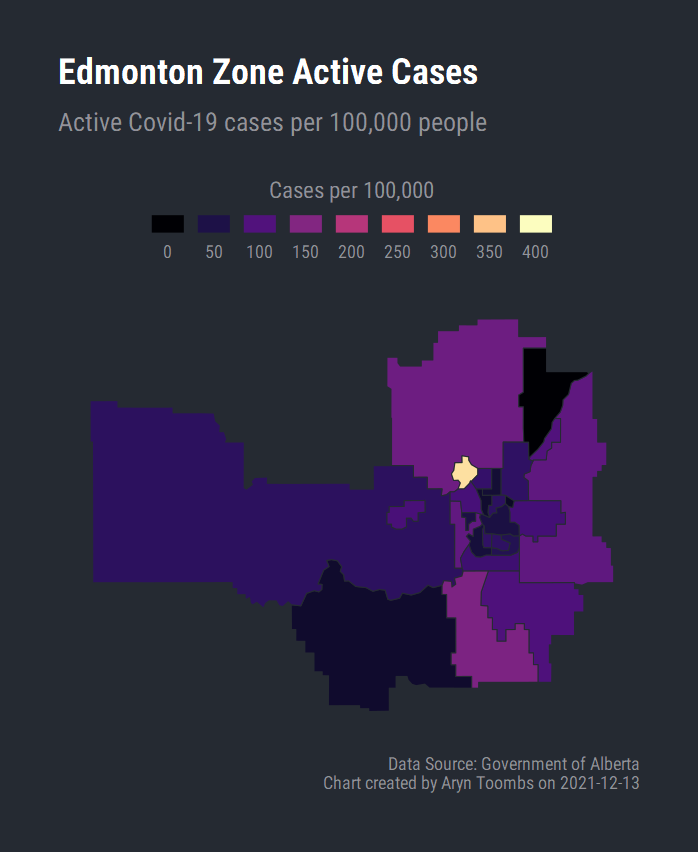 Edmonton Zone Active Cases
Active Covid-19 cases per 100,000 people
Cases per 100,000
0 50 100 150 200 250 300 350 400
Data Source: Government of Alberta
Chart created by Aryn Toombs on 2021-12-13